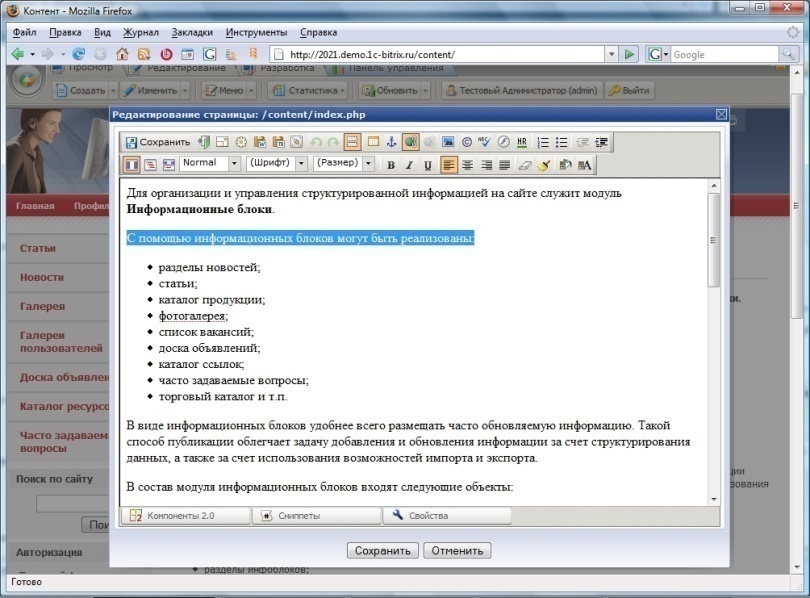 Контент - Mozilla Firefox
Файл Правка Вид Журнал Закладки Инструменты Справка
http://2021.demo.1c-bitrix.ru/content/ Google
Просмотр Редактирование Разработка Панель управления
Создать Изменить Меню Статистика Обновить Тестовый Администратор (admin) Выйти
Редактирование страницы: /content/index.php
Сохранить
Normal (Шрифт) (Размер)
Для организации и управления структурированной информацией на сайте служит модуль
Информационные блоки.
С помощью информационных блоков могут быть реализованы:
разделы новостей;
статьи;
каталог продукции;
фотогалерея;
список вакансий;
доска объявлений;
каталог ссылок;
часто задаваемые вопросы;
торговый каталог и т.п.
В виде информационных блоков удобнее всего размещать часто обновляемую информацию. Такой
способ публикации облегчает задачу добавления и обновления информации за счет структурирования
данных, а также за счет использования возможностей импорта и экспорта.
В состав модуля информационных блоков входят следующие объекты:
Компоненты 2.0 Сниппеты Свойства
Сохранить Отменить
Главная Профил
Статьи
Новости
Галерея
Галереи
пользователей
Доска объявлен
Каталог ресурсо
Часто задаваем
вопросы
Поиск по сайту
Пои
Авторизация
разделы инфоблоков;
Готово